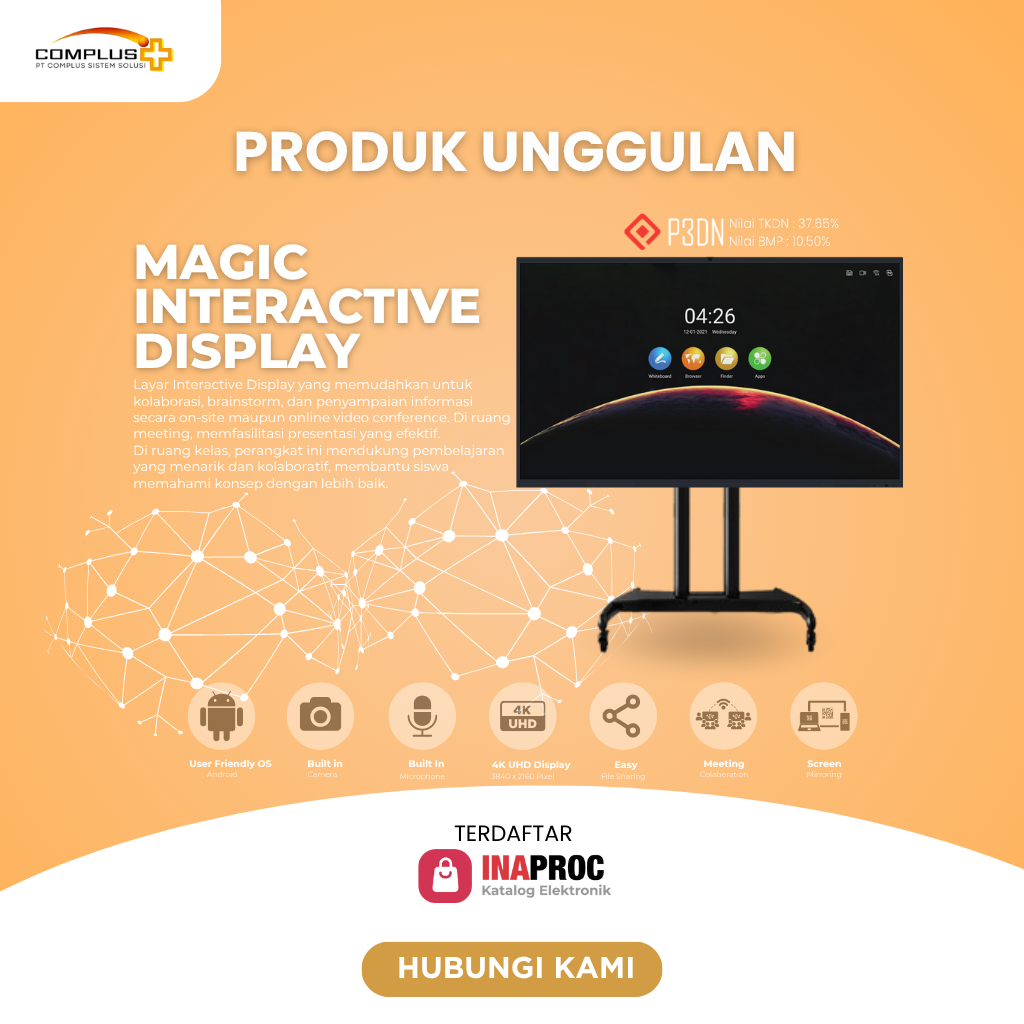 COMPLUS
PT COMPLUS SISTEM SOLUSI
PRODUK UNGGULAN
P3DN
Nilai TKDN : 37.85%
Nilai BMP : 10.50%
MAGIC
INTERACTIVE
DISPLAY
Layar Interactive Display yang memudahkan untuk
kolaborasi, brainstorm, dan penyampaian informasi
secara on-site maupun online video conference. Di ruang
meeting, memfasilitasi presentasi yang efektif.
Di ruang kelas, perangkat ini mendukung pembelajaran
yang menarik dan kolaboratif, membantu siswa
memahami konsep dengan lebih baik.
04:26
12-01-2021 Wednesday
Whiteboard Browser Finder Apps
4K
UHD
User Friendly OS
Android
Built in
Camera
Built In
Microphone
4K UHD Display
3840 x 2160 Pixel
Easy
File Sharing
Meeting
Colaboration
Screen
Mirroring
TERDAFTAR
INAPROC
Katalog Elektronik
HUBUNGI KAMI